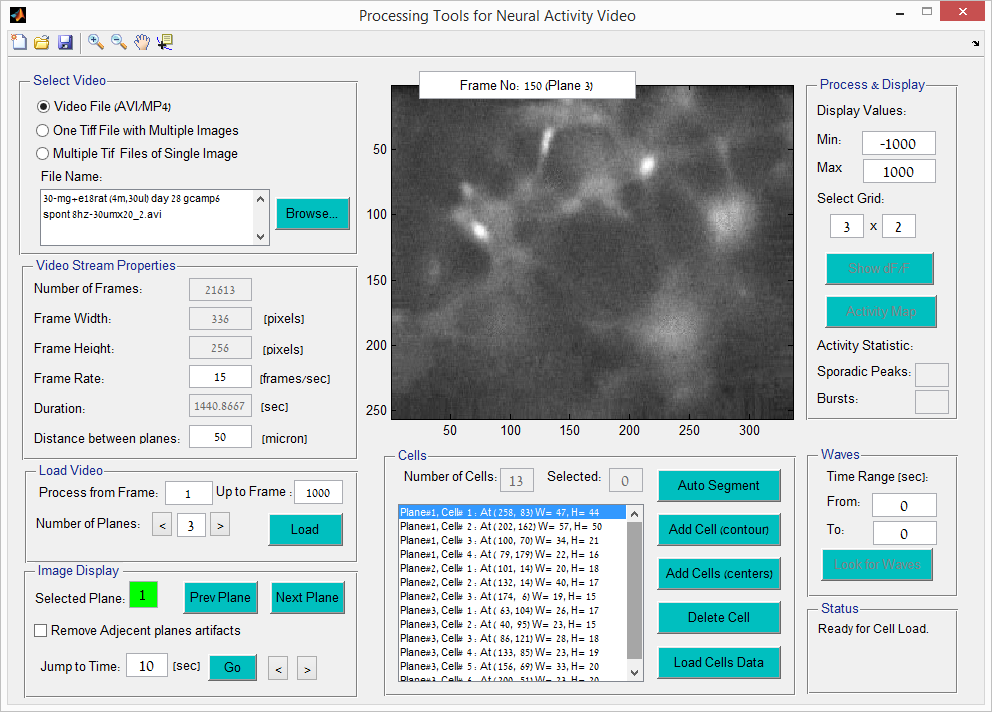 Processing Tools for Neural Activity Video
Select Video
Video File (AVI/MP4)
One Tiff File with Multiple Images
Multiple Tif Files of Single Image
File Name:
30-mg+e18rat (4m,30ul) day 28 gcamp6
spont 8hz-30umx20_2.avi
Browse...
Video Stream Properties
Number of Frames: 21613
Frame Width: 336 [pixels]
Frame Height: 256 [pixels]
Frame Rate: 15 [frames/sec]
Duration: 1440.8667 [sec]
Distance between planes: 50 [micron]
Load Video
Process from Frame: 1 Up to Frame : 1000
Number of Planes: < 3 > Load
Image Display
Selected Plane: 1 Prev Plane Next Plane
Remove Adjecent planes artifacts
Jump to Time: 10 [sec] Go < >
Frame No: 150 (Plane 3)
50
100
150
200
250
50 100 150 200 250 300
Cells
Number of Cells: 13 Selected: 0
Plane#1, Cell# 1 : At (258, 83) W= 47, H= 44
Plane#1, Cell# 2 : At (202,162) W= 57, H= 50
Plane#1, Cell# 3 : At (100, 70) W= 34, H= 21
Plane#1, Cell# 4 : At ( 79,179) W= 22, H= 16
Plane#2, Cell# 1 : At (101, 14) W= 20, H= 18
Plane#2, Cell# 2 : At (132, 14) W= 40, H= 17
Plane#2, Cell# 3 : At (174, 6) W= 19, H= 15
Plane#3, Cell# 1 : At ( 63,104) W= 26, H= 17
Plane#3, Cell# 2 : At ( 40, 95) W= 23, H= 15
Plane#3, Cell# 3 : At ( 86,121) W= 28, H= 18
Plane#3, Cell# 4 : At (133, 85) W= 23, H= 19
Plane#3, Cell# 5 : At (156, 69) W= 33, H= 20
Plane#3, Cell# 6 : At (200, 51) W= 23, H= 20
Auto Segment
Add Cell (contour)
Add Cells (centers)
Delete Cell
Load Cells Data
Process & Display
Display Values:
Min: -1000
Max 1000
Select Grid:
3 x 2
Show
Activity Map
Activity Statistic:
Sporadic Peaks:
Bursts:
Waves
Time Range [sec]:
From: 0
To: 0
Look for Waves
Status
Ready for Cell Load.